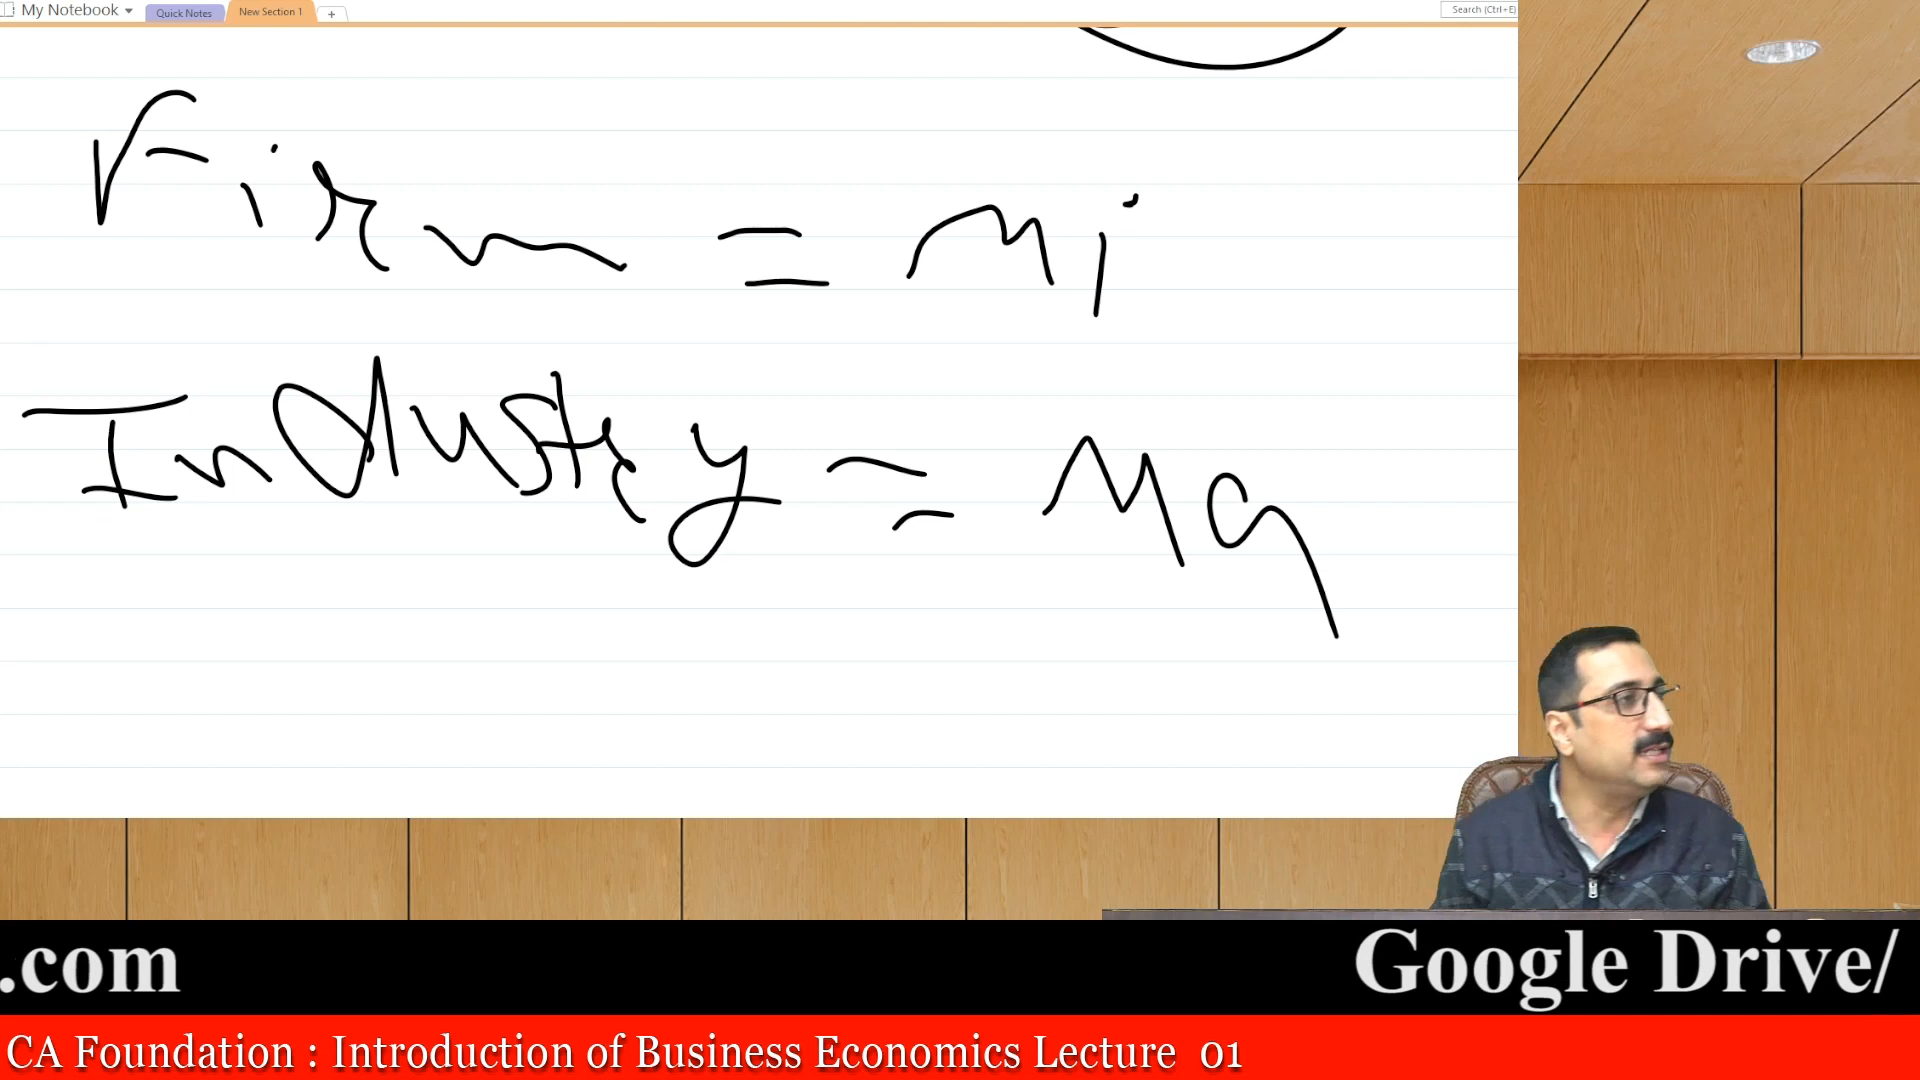 My Notebook Quick Notes New Section 1 + Search (Ctrl+E)
Firm = Mi
Industry = Ma
.com Google Drive/
CA Foundation : Introduction of Business Economics Lecture 01